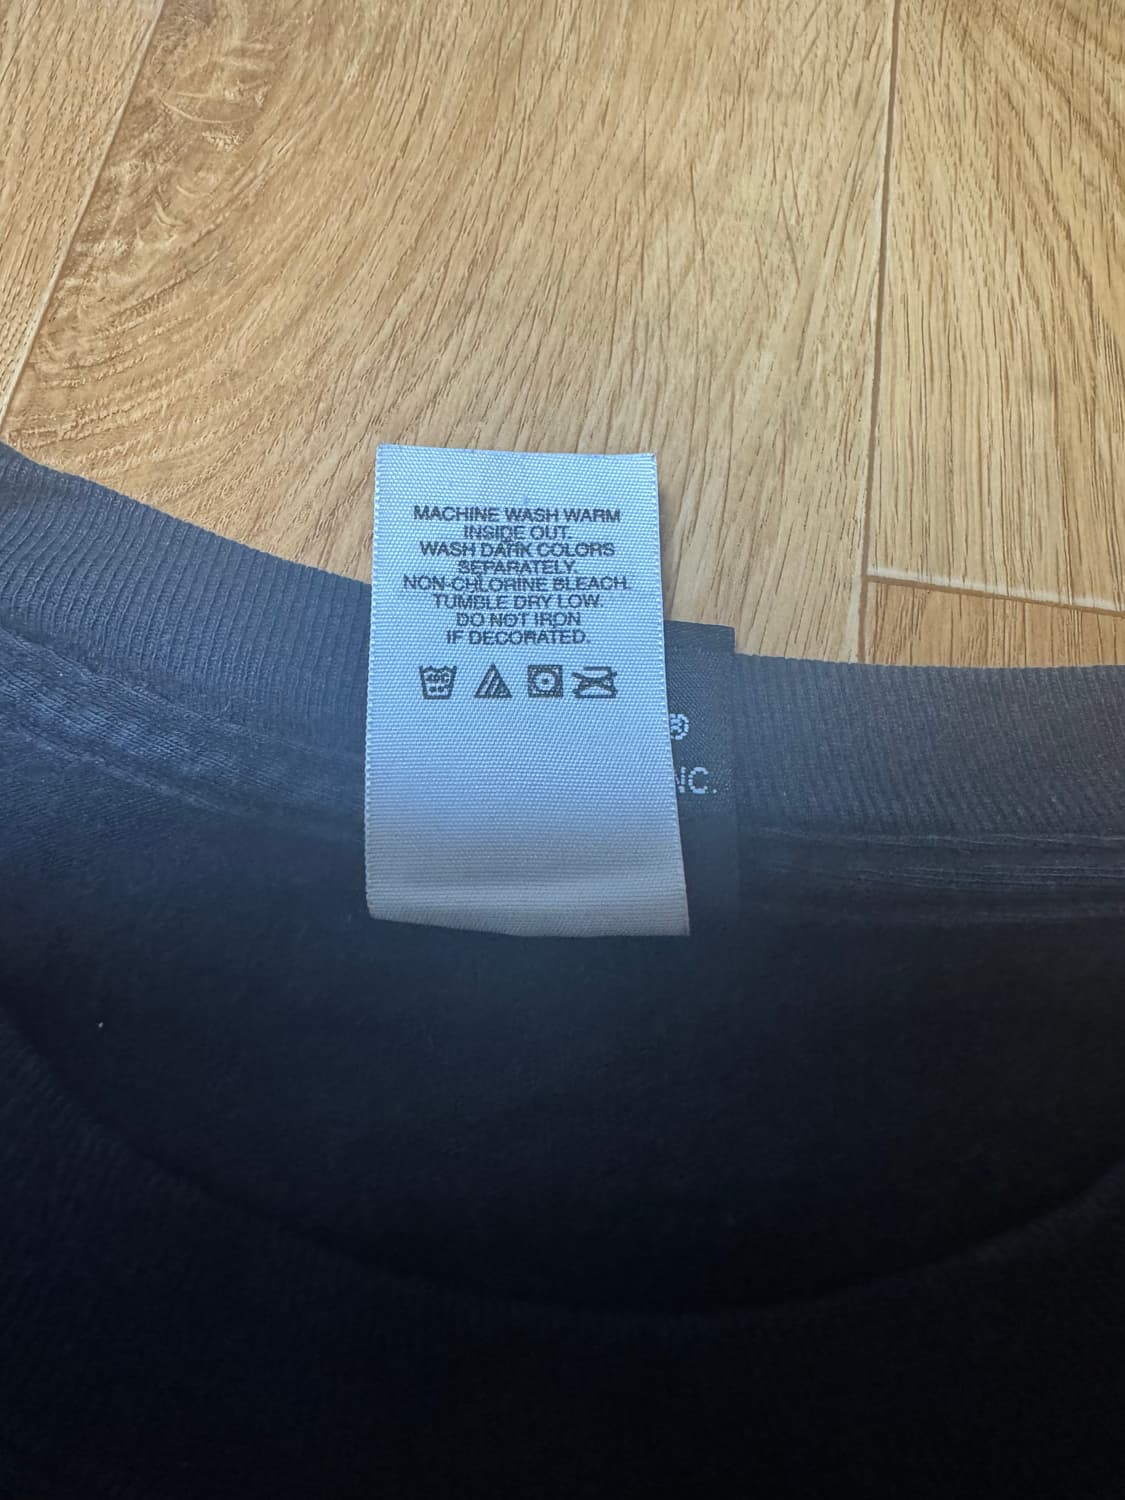 MACHINE WASH WARM
INSIDE OUT.
WASH DARK COLORS
SEPARATELY.
NON-CHLORINE BLEACH.
TUMBLE DRY LOW.
DO NOT IRON
IF DECORATED.
®
NC.